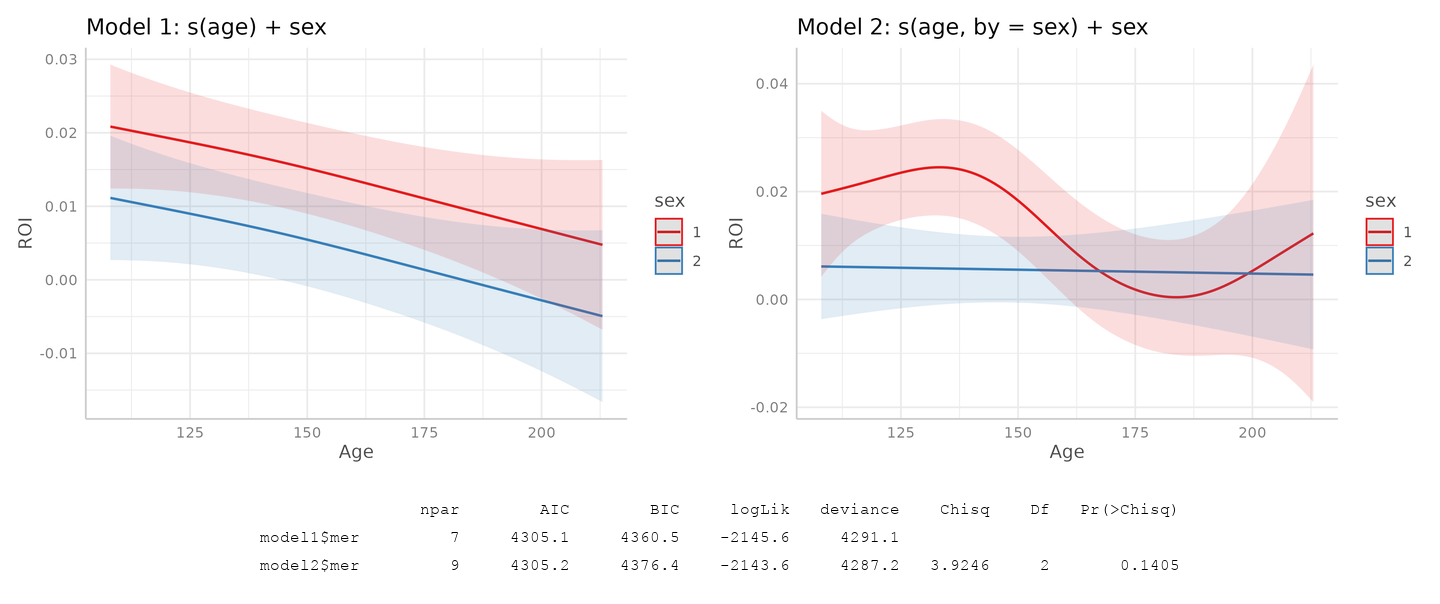 Model 1: s(age) + sex
0.03
0.02
0.01
0.00
-0.01
ROI
125 150 175 200
Age
sex
1
2
Model 2: s(age, by = sex) + sex
0.04
0.02
0.00
-0.02
ROI
125 150 175 200
Age
sex
1
2
npar AIC BIC logLik deviance Chisq Df Pr(>Chisq)
model1$mer 7 4305.1 4360.5 -2145.6 4291.1
model2$mer 9 4305.2 4376.4 -2143.6 4287.2 3.9246 2 0.1405